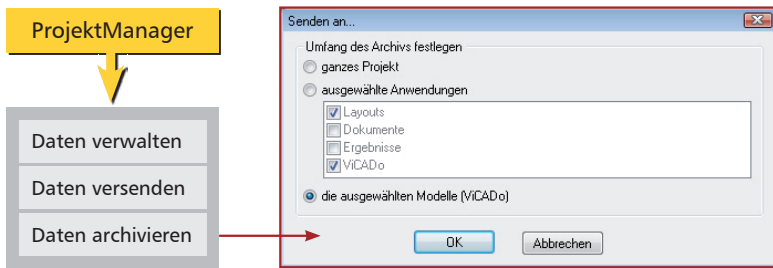 ProjektManager
Daten verwalten
Daten versenden
Daten archivieren
Senden an...
Umfang des Archivs festlegen
ganzes Projekt
ausgewählte Anwendungen
Layouts
Dokumente
Ergebnisse
ViCADo
die ausgewählten Modelle (ViCADo)
OK
Abbrechen